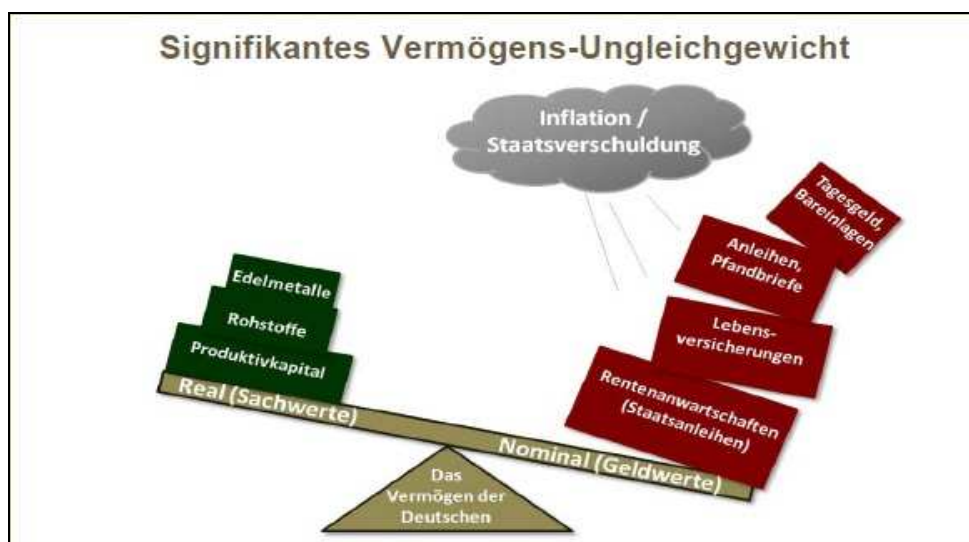 Signifikantes Vermögens-Ungleichgewicht
Inflation /
Staatsverschuldung
Tagesgeld,
Bareinlagen
Anleihen,
Pfandbriefe
Lebens-
versicherungen
Rentenanwartschaften
(Staatsanleihen)
Edelmetalle
Rohstoffe
Produktivkapital
Real (Sachwerte)
Nominal (Geldwerte)
Das
Vermögen der
Deutschen